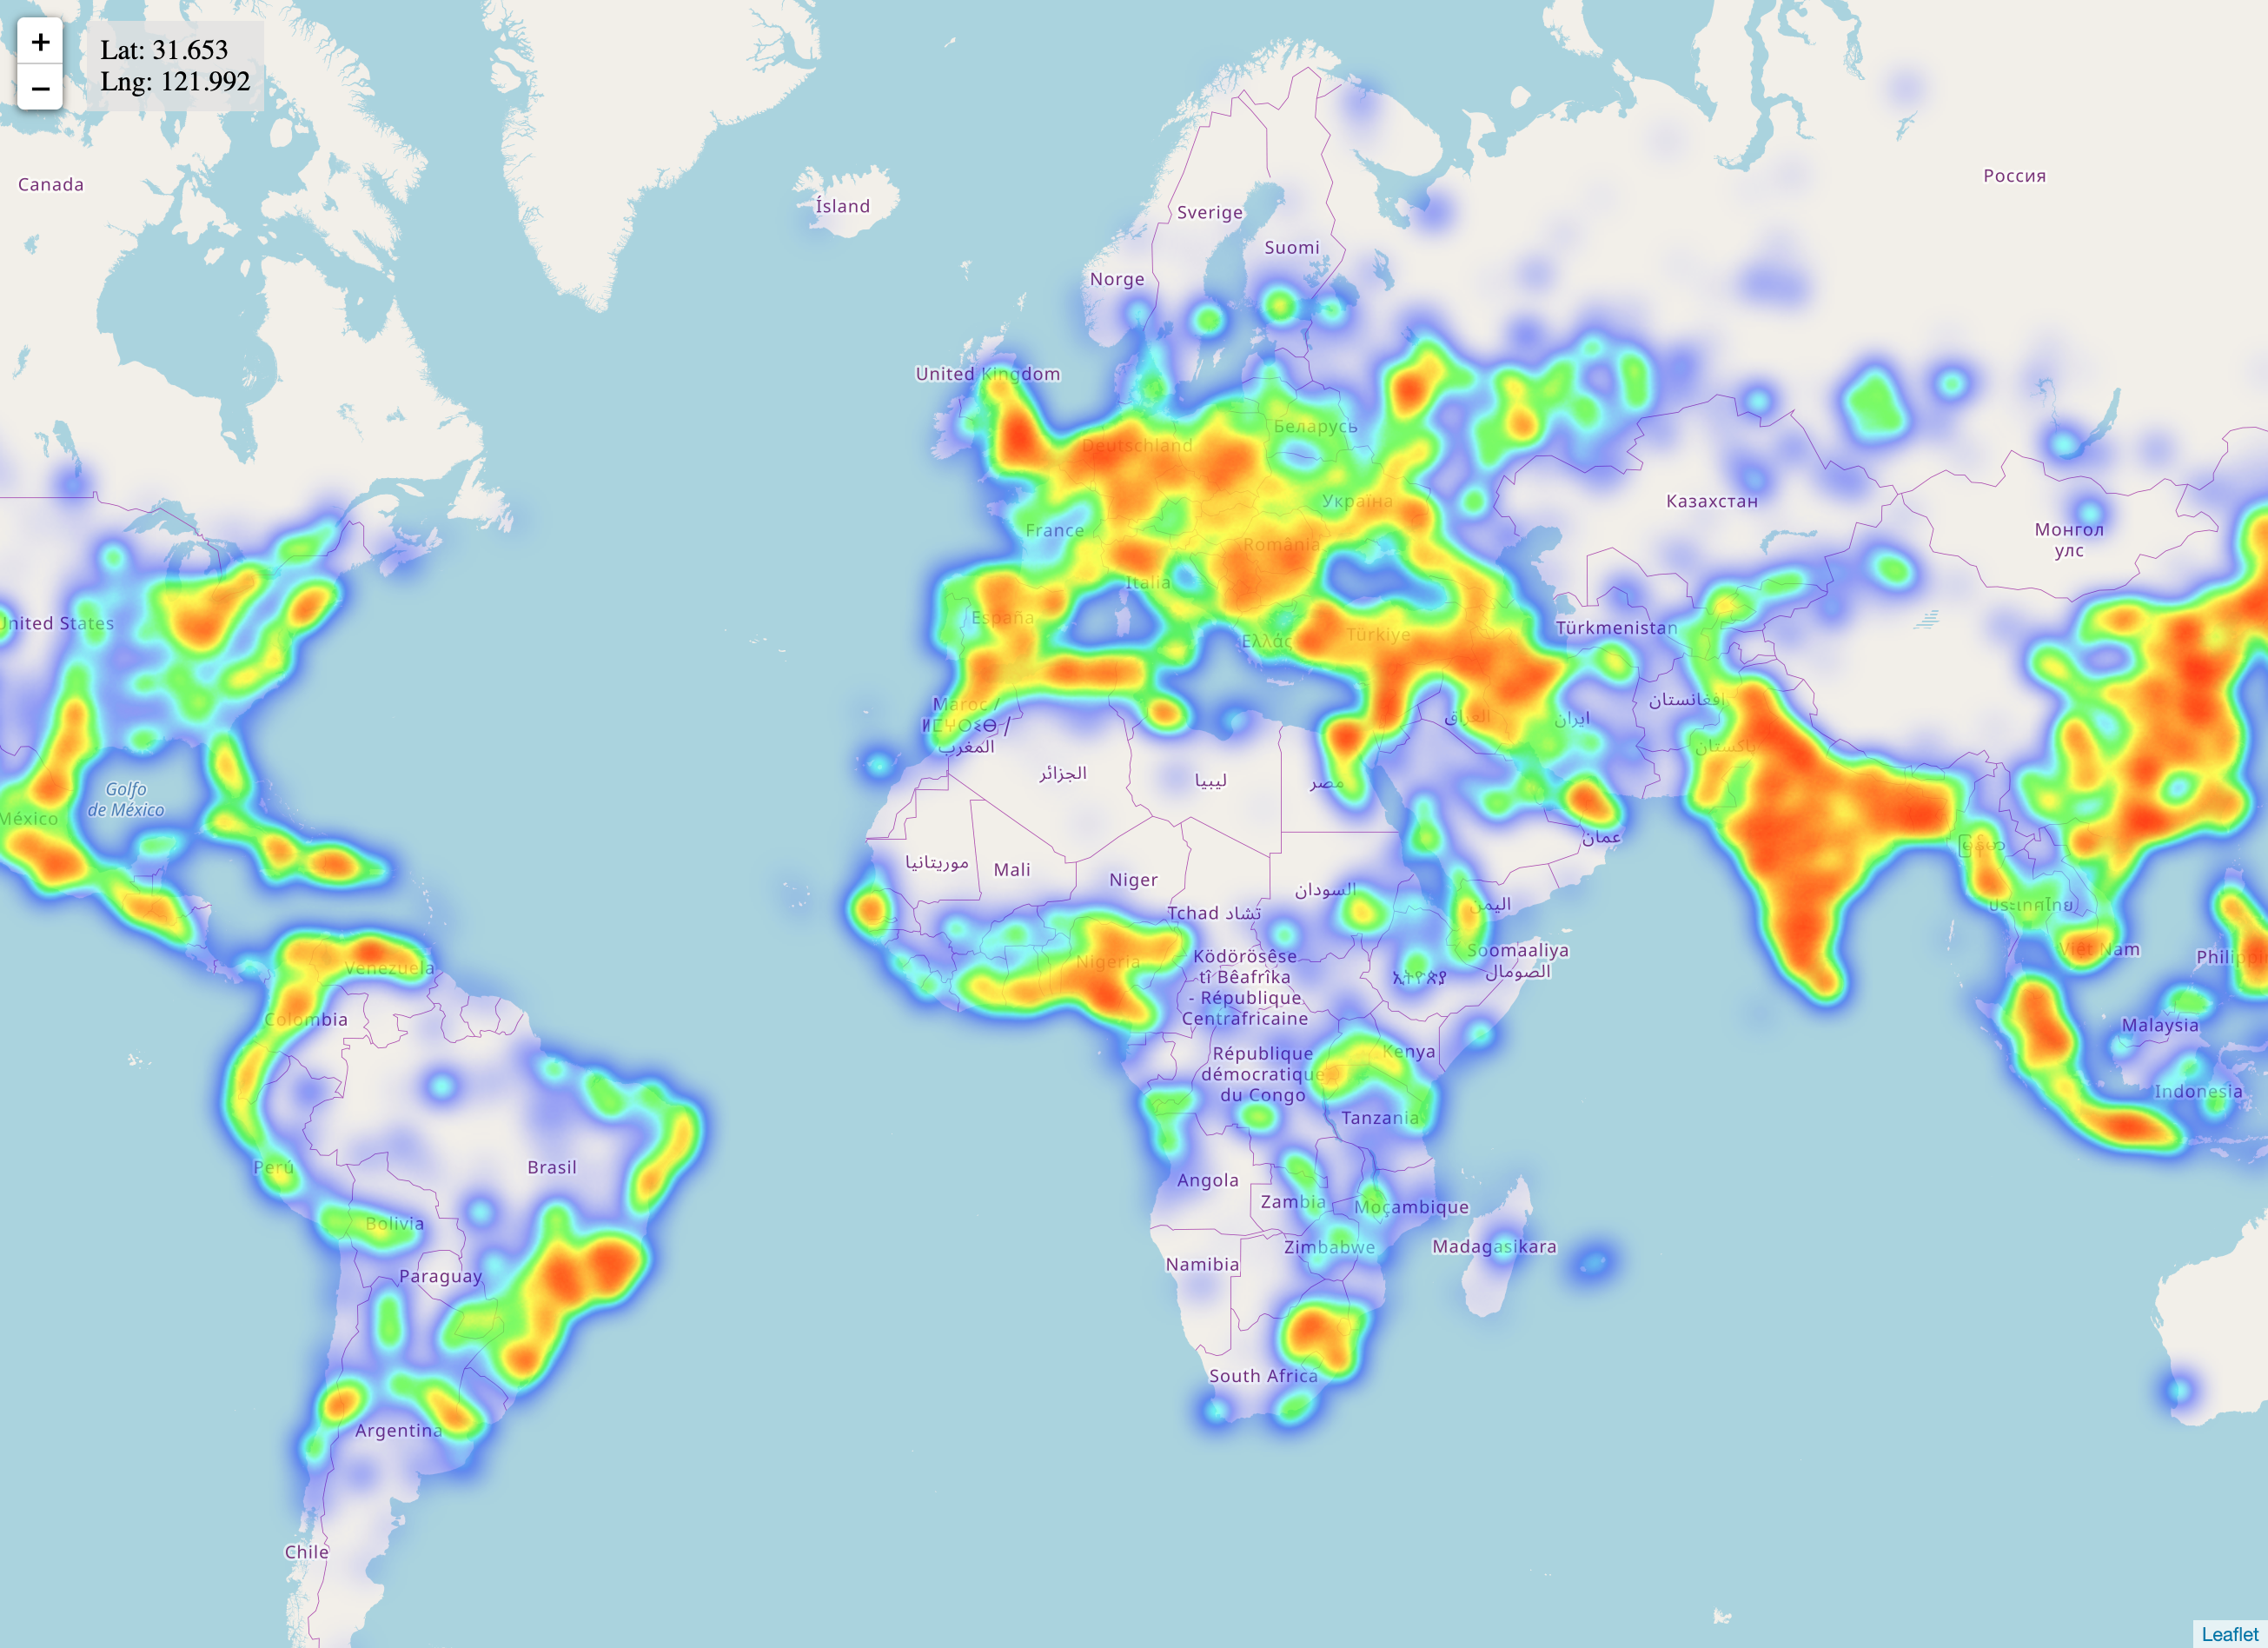 +
−
Lat: 31.653
Lng: 121.992
Canada
Ísland
Sverige
Suomi
Norge
Россия
United Kingdom
Deutschland
Беларусь
Україна
France
România
Italia
España
Ελλάς
Türkiye
Казахстан
Монгол
улс
Türkmenistan
United States
Golfo
de México
México
Maroc /
ⵍⵎⵖⵔⵉⴱ /
المغرب
الجزائر
ليبيا
مصر
العراق
ایران
افغانستان
پاکستان
عمان
موريتانيا
Mali
Niger
Tchad تشاد
السودان
اليمن
Nigeria
Ködörösêse
tî Bêafrîka
- République
Centrafricaine
ኢትዮጵያ
Soomaaliya
الصومال
မြန်မာ
ประเทศไทย
Việt Nam
Philippin
Malaysia
Indonesia
Venezuela
Colombia
Perú
Brasil
Bolivia
Paraguay
Argentina
Chile
République
démocratique
du Congo
Kenya
Tanzania
Angola
Zambia
Moçambique
Zimbabwe
Madagasikara
Namibia
South Africa
Leaflet